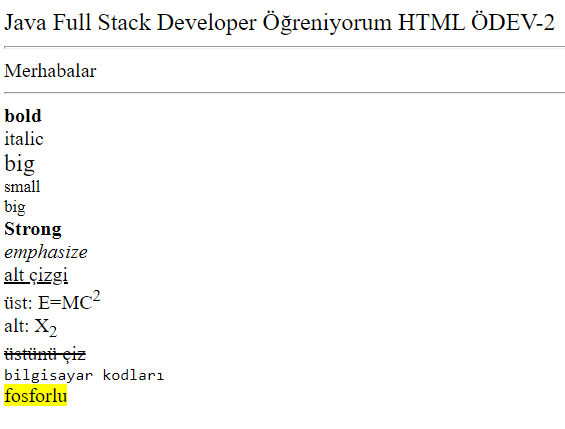 Java Full Stack Developer Öğreniyorum HTML ÖDEV-2
Merhabalar
bold
italic
big
small
big
Strong
emphasize
alt çizgi
üst: E=MC²
alt: X₂
üstünü çiz
bilgisayar kodları
fosforlu